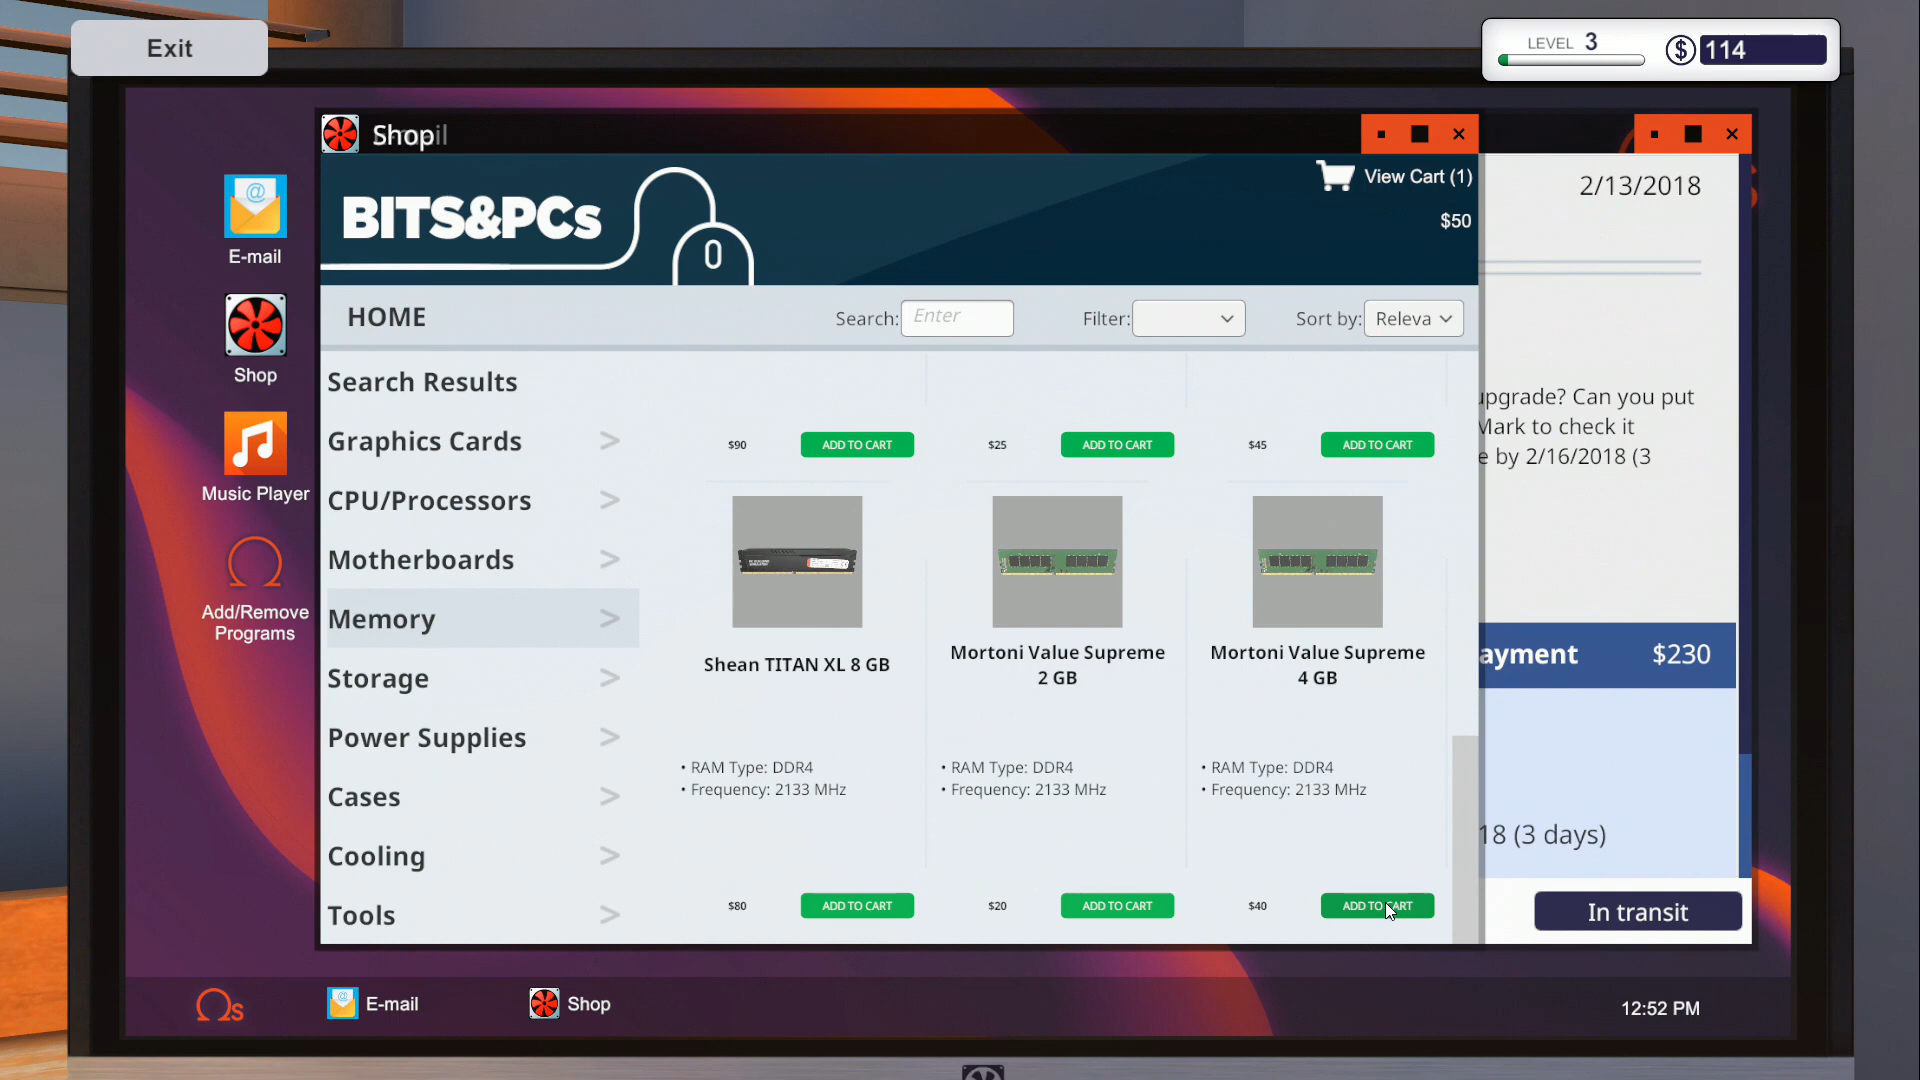 Exit
LEVEL 3
$ 114
Shop
BITS&PCs
View Cart (1)
$50
HOME
Search: Enter
Filter:
Sort by: Releva
Search Results
Graphics Cards >
CPU/Processors >
Motherboards >
Memory >
Storage >
Power Supplies >
Cases >
Cooling >
Tools >
$90 ADD TO CART
$25 ADD TO CART
$45 ADD TO CART
Shean TITAN XL 8 GB
• RAM Type: DDR4
• Frequency: 2133 MHz
$80 ADD TO CART
Mortoni Value Supreme
2 GB
• RAM Type: DDR4
• Frequency: 2133 MHz
$20 ADD TO CART
Mortoni Value Supreme
4 GB
• RAM Type: DDR4
• Frequency: 2133 MHz
$40 ADD TO CART
2/13/2018
upgrade? Can you put
Mark to check it
e by 2/16/2018 (3
ayment $230
18 (3 days)
In transit
E-mail
Shop
Music Player
Add/Remove
Programs
Ωs
E-mail
Shop
12:52 PM